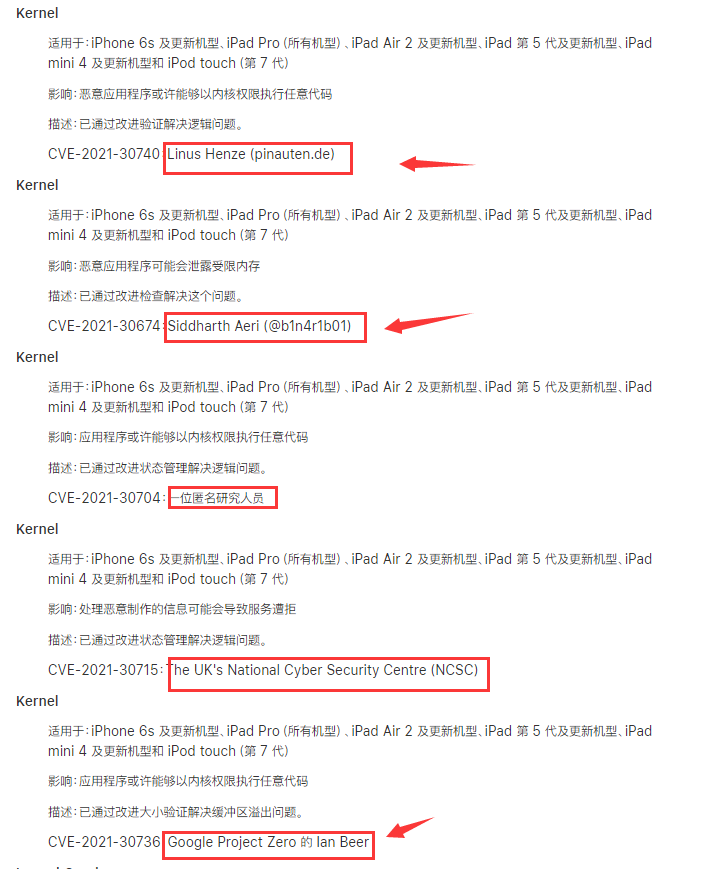 Kernel
适用于：iPhone 6s 及更新机型、iPad Pro（所有机型）、iPad Air 2 及更新机型、iPad 第 5 代及更新机型、iPad
mini 4 及更新机型和 iPod touch（第 7 代）
影响：恶意应用程序或许能够以内核权限执行任意代码
描述：已通过改进验证解决逻辑问题。
CVE-2021-30740：Linus Henze (pinauten.de)
Kernel
适用于：iPhone 6s 及更新机型、iPad Pro（所有机型）、iPad Air 2 及更新机型、iPad 第 5 代及更新机型、iPad
mini 4 及更新机型和 iPod touch（第 7 代）
影响：恶意应用程序可能会泄露受限内存
描述：已通过改进检查解决这个问题。
CVE-2021-30674：Siddharth Aeri (@b1n4r1b01)
Kernel
适用于：iPhone 6s 及更新机型、iPad Pro（所有机型）、iPad Air 2 及更新机型、iPad 第 5 代及更新机型、iPad
mini 4 及更新机型和 iPod touch（第 7 代）
影响：应用程序或许能够以内核权限执行任意代码
描述：已通过改进状态管理解决逻辑问题。
CVE-2021-30704：一位匿名研究人员
Kernel
适用于：iPhone 6s 及更新机型、iPad Pro（所有机型）、iPad Air 2 及更新机型、iPad 第 5 代及更新机型、iPad
mini 4 及更新机型和 iPod touch（第 7 代）
影响：处理恶意制作的信息可能会导致服务遭拒
描述：已通过改进状态管理解决逻辑问题。
CVE-2021-30715：The UK's National Cyber Security Centre (NCSC)
Kernel
适用于：iPhone 6s 及更新机型、iPad Pro（所有机型）、iPad Air 2 及更新机型、iPad 第 5 代及更新机型、iPad
mini 4 及更新机型和 iPod touch（第 7 代）
影响：应用程序或许能够以内核权限执行任意代码
描述：已通过改进大小验证解决缓冲区溢出问题。
CVE-2021-30736：Google Project Zero 的 Ian Beer